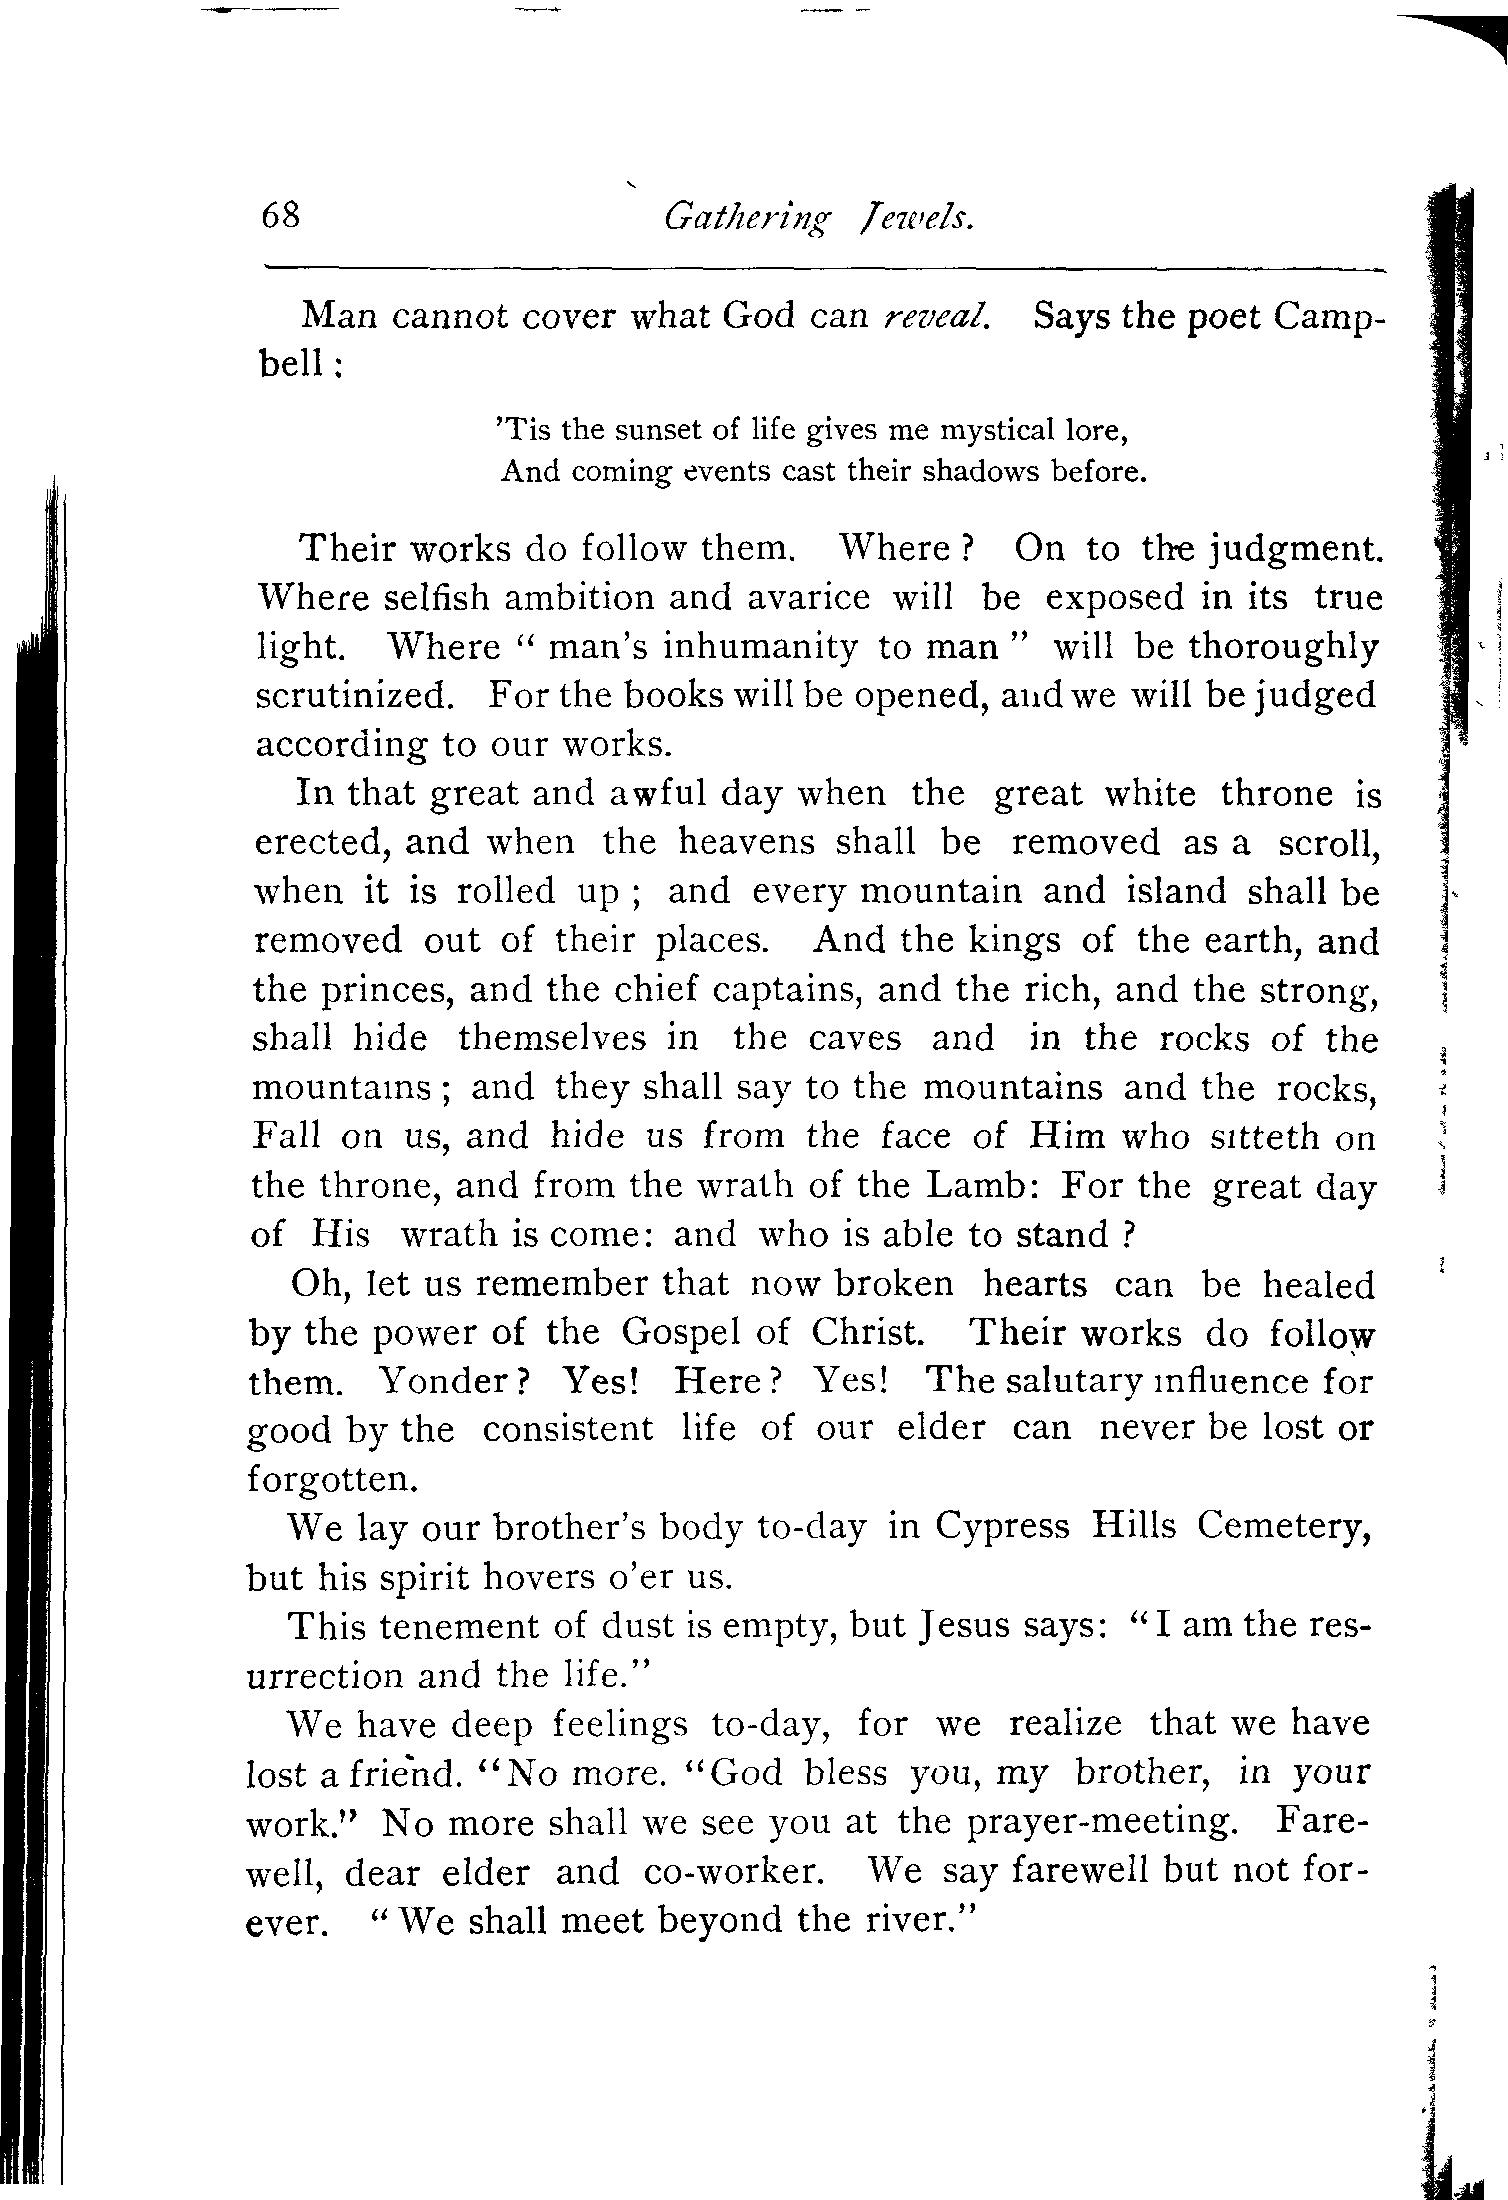 68 Gathering Jewels.
Man cannot cover what God can reveal. Says the poet Camp-
bell :
'Tis the sunset of life gives me mystical lore,
And coming events cast their shadows before.
Their works do follow them. Where ? On to the judgment.
Where selfish ambition and avarice will be exposed in its true
light. Where " man's inhumanity to man " will be thoroughly
scrutinized. For the books will be opened, and we will be judged
according to our works.
In that great and awful day when the great white throne is
erected, and when the heavens shall be removed as a scroll,
when it is rolled up ; and every mountain and island shall be
removed out of their places. And the kings of the earth, and
the princes, and the chief captains, and the rich, and the strong,
shall hide themselves in the caves and in the rocks of the
mountains ; and they shall say to the mountains and the rocks,
Fall on us, and hide us from the face of Him who sitteth on
the throne, and from the wrath of the Lamb: For the great day
of His wrath is come: and who is able to stand ?
Oh, let us remember that now broken hearts can be healed
by the power of the Gospel of Christ. Their works do follow
them. Yonder ? Yes! Here ? Yes! The salutary influence for
good by the consistent life of our elder can never be lost or
forgotten.
We lay our brother's body to-day in Cypress Hills Cemetery,
but his spirit hovers o'er us.
This tenement of dust is empty, but Jesus says: "I am the res-
urrection and the life."
We have deep feelings to-day, for we realize that we have
lost a friend. "No more. "God bless you, my brother, in your
work." No more shall we see you at the prayer-meeting. Fare-
well, dear elder and co-worker. We say farewell but not for-
ever. " We shall meet beyond the river."